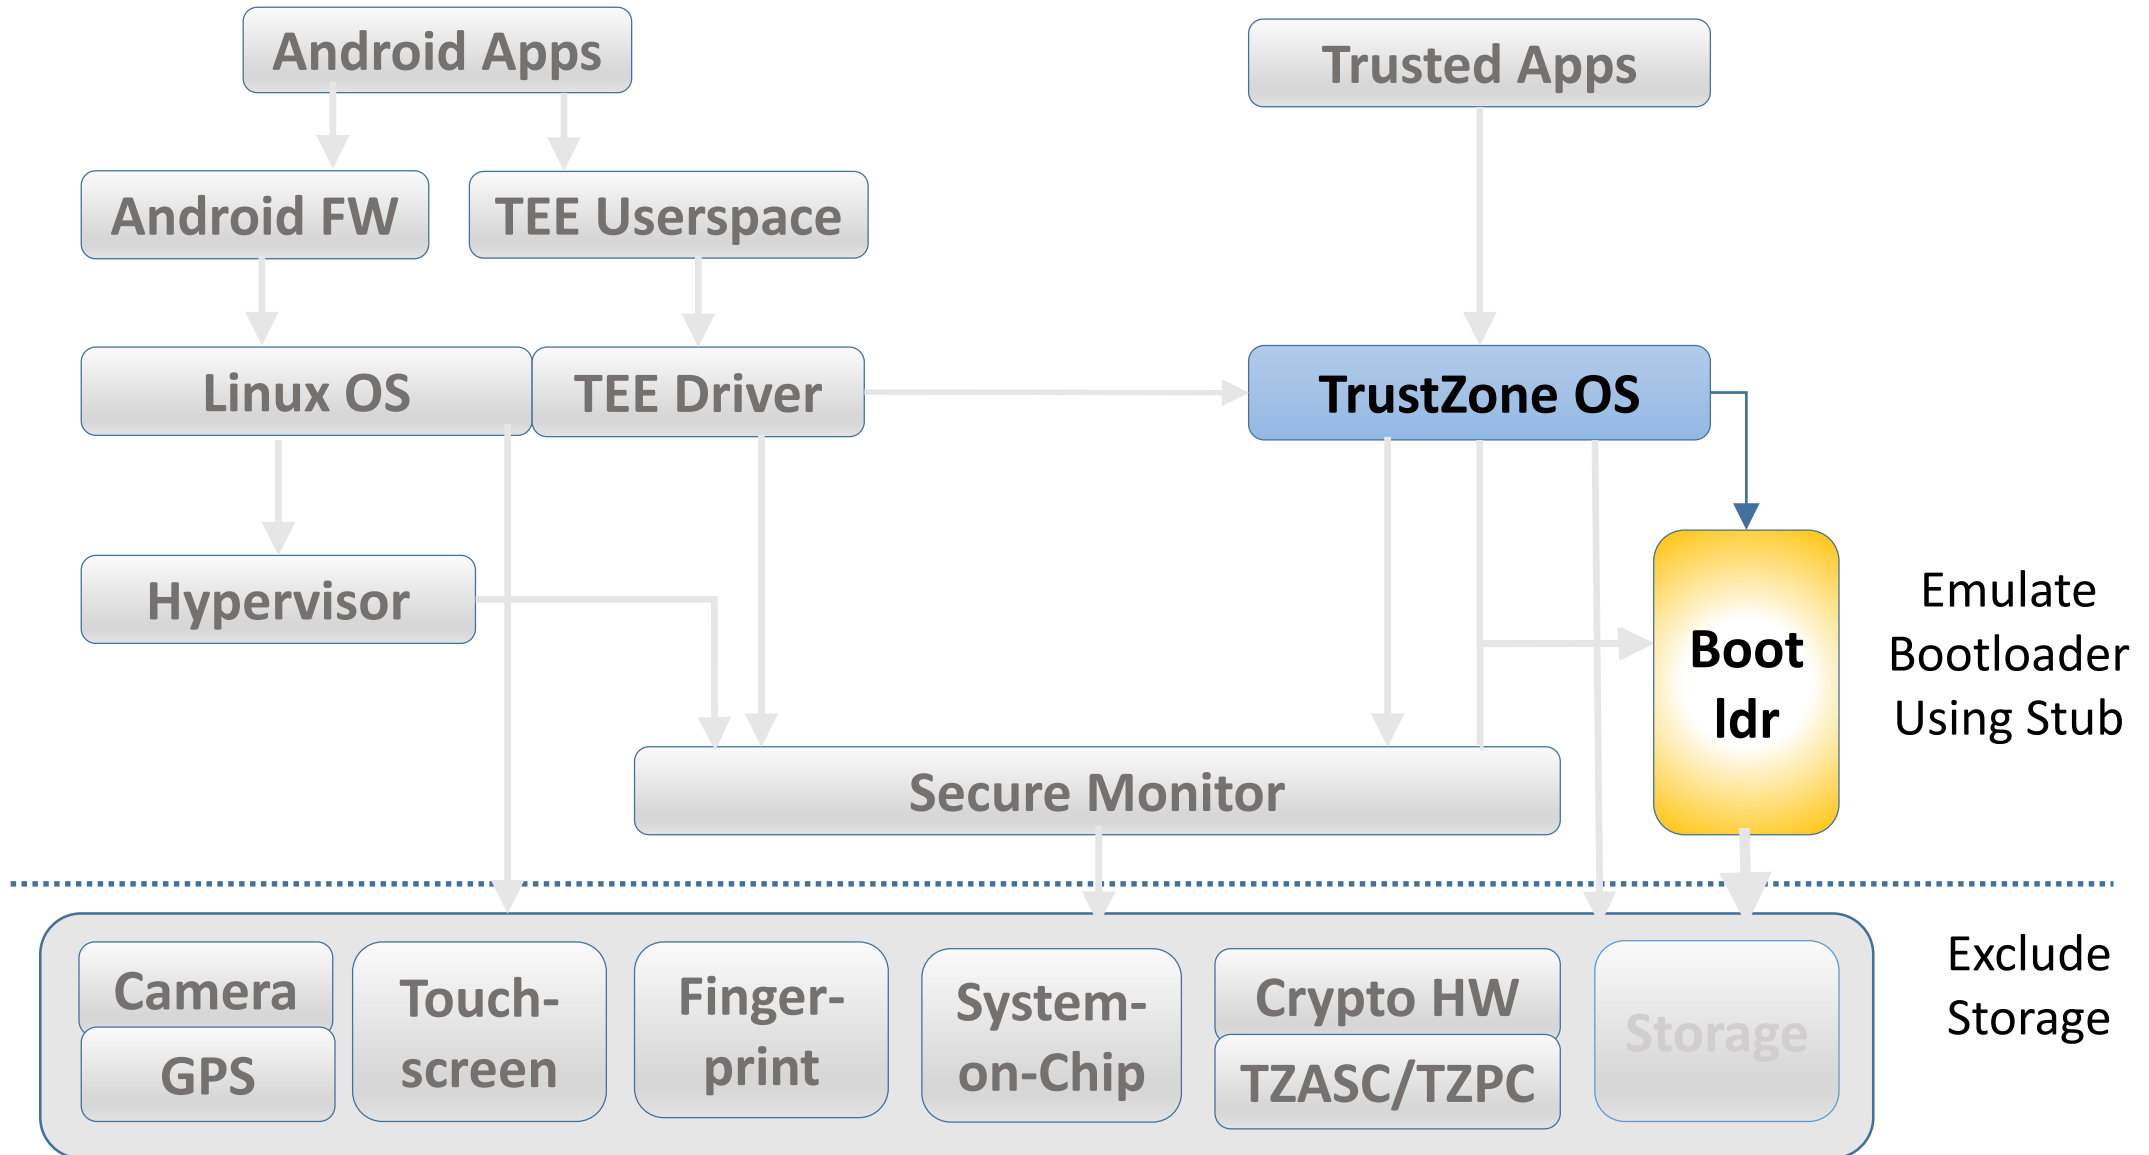 Android Apps
Trusted Apps
Android FW
TEE Userspace
Linux OS
TEE Driver
TrustZone OS
Hypervisor
Boot
ldr
Emulate
Bootloader
Using Stub
Secure Monitor
Camera
GPS
Touch-
screen
Finger-
print
System-
on-Chip
Crypto HW
TZASC/TZPC
Storage
Exclude
Storage